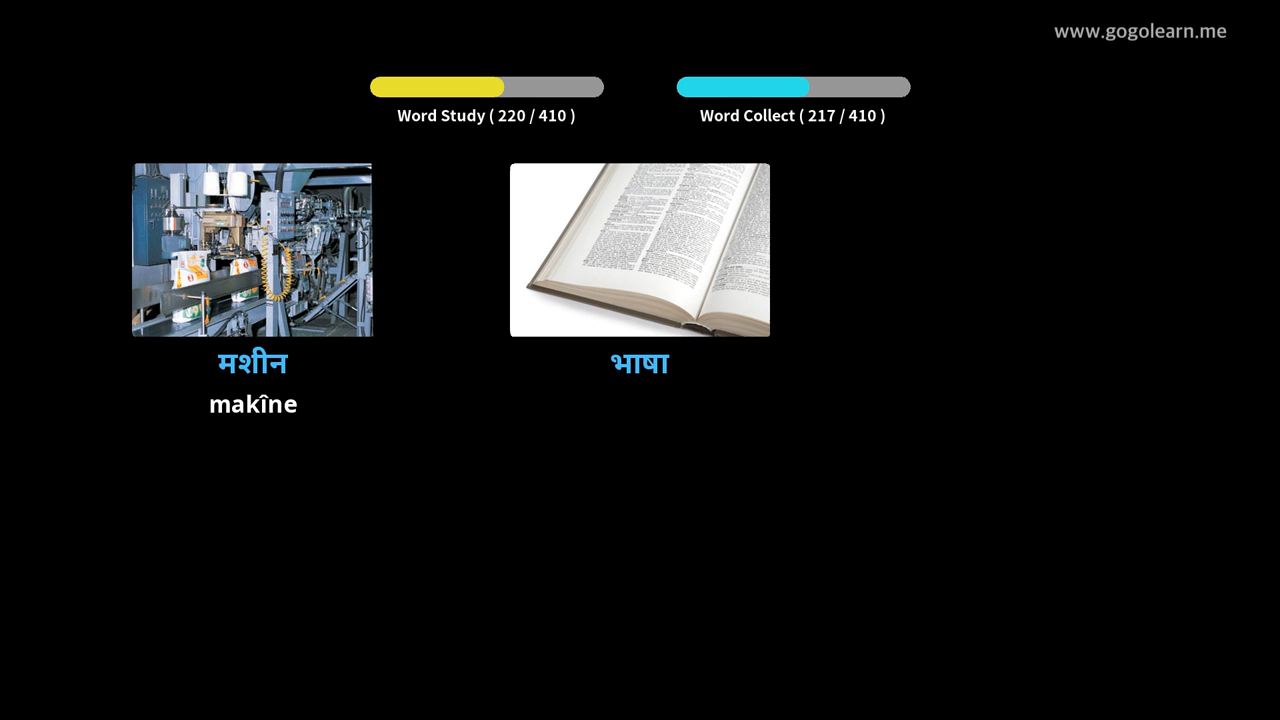 www.gogolearn.me
Word Study ( 220 / 410 )
Word Collect ( 217 / 410 )
मशीन
भाषा
makîne